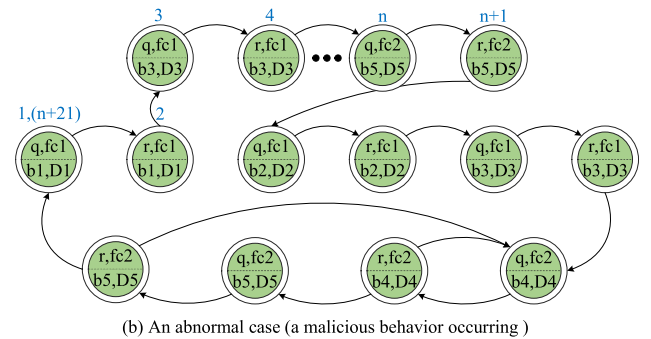 3 4 n n+1
q,fc1 r,fc1 q,fc2 r,fc2
b3,D3 b3,D3 ●●● b5,D5 b5,D5
1,(n+21) 2
q,fc1 r,fc1 q,fc1 r,fc1 q,fc1 r,fc1
b1,D1 b1,D1 b2,D2 b2,D2 b3,D3 b3,D3
r,fc2 q,fc2 r,fc2 q,fc2
b5,D5 b5,D5 b4,D4 b4,D4
(b) An abnormal case (a malicious behavior occurring )